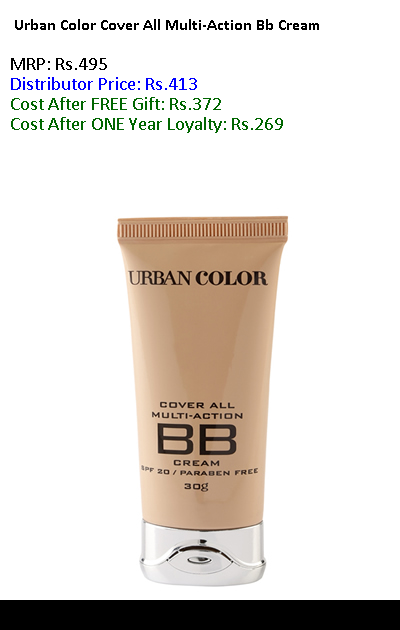 Urban Color Cover All Multi-Action Bb Cream
MRP: Rs.495
Distributor Price: Rs.413
Cost After FREE Gift: Rs.372
Cost After ONE Year Loyalty: Rs.269
URBAN COLOR
COVER ALL
MULTI-ACTION
BB
CREAM
SPF 20 / PARABEN FREE
30g